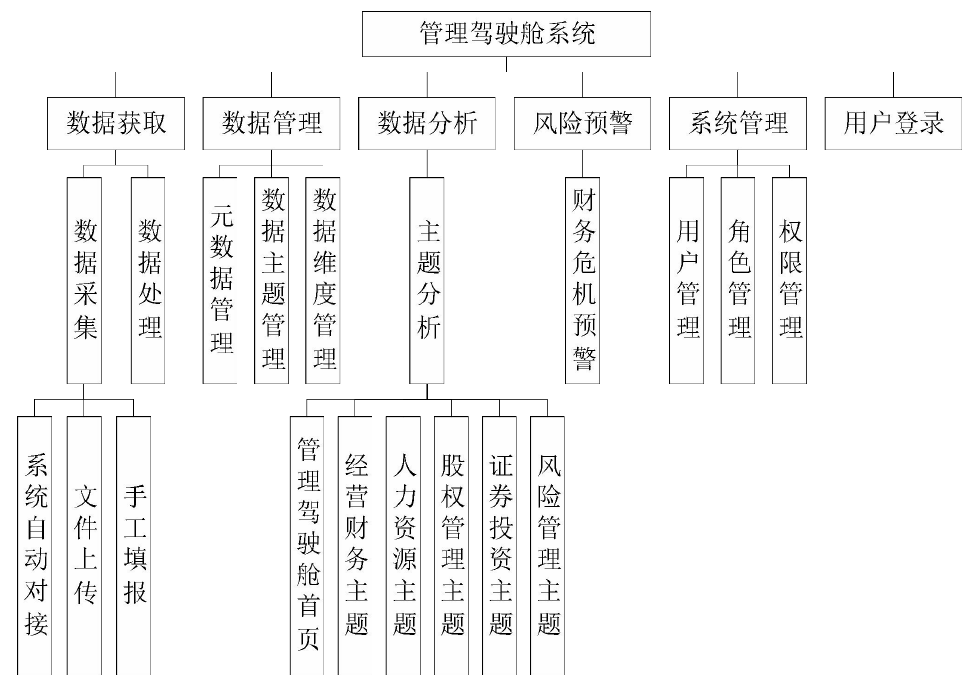 管理驾驶舱系统
数据获取
数据管理
数据分析
风险预警
系统管理
用户登录
数据采集
数据处理
元数据管理
数据主题管理
数据维度管理
主题分析
财务危机预警
用户管理
角色管理
权限管理
系统自动对接
文件上传
手工填报
管理驾驶舱首页
经营财务主题
人力资源主题
股权管理主题
证券投资主题
风险管理主题